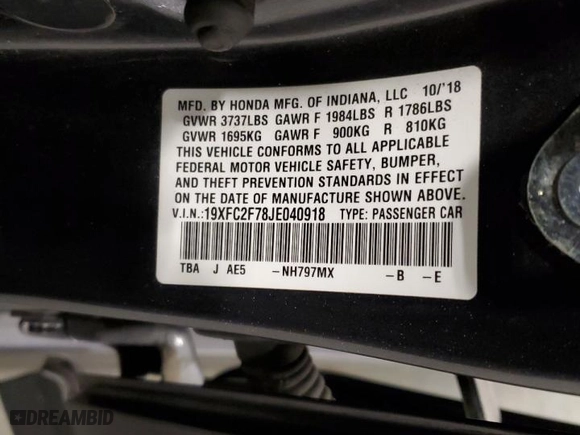 MFD. BY HONDA MFG. OF INDIANA, LLC 10/'18
GVWR 3737LBS GAWR F 1984LBS R 1786LBS
GVWR 1695KG GAWR F 900KG R 810KG
THIS VEHICLE CONFORMS TO ALL APPLICABLE
FEDERAL MOTOR VEHICLE SAFETY, BUMPER,
AND THEFT PREVENTION STANDARDS IN EFFECT
ON THE DATE OF MANUFACTURE SHOWN ABOVE.
V.I.N.:19XFC2F78JE040918 TYPE: PASSENGER CAR
TBA J AE5 -NH797MX -B -E
DREAMBID